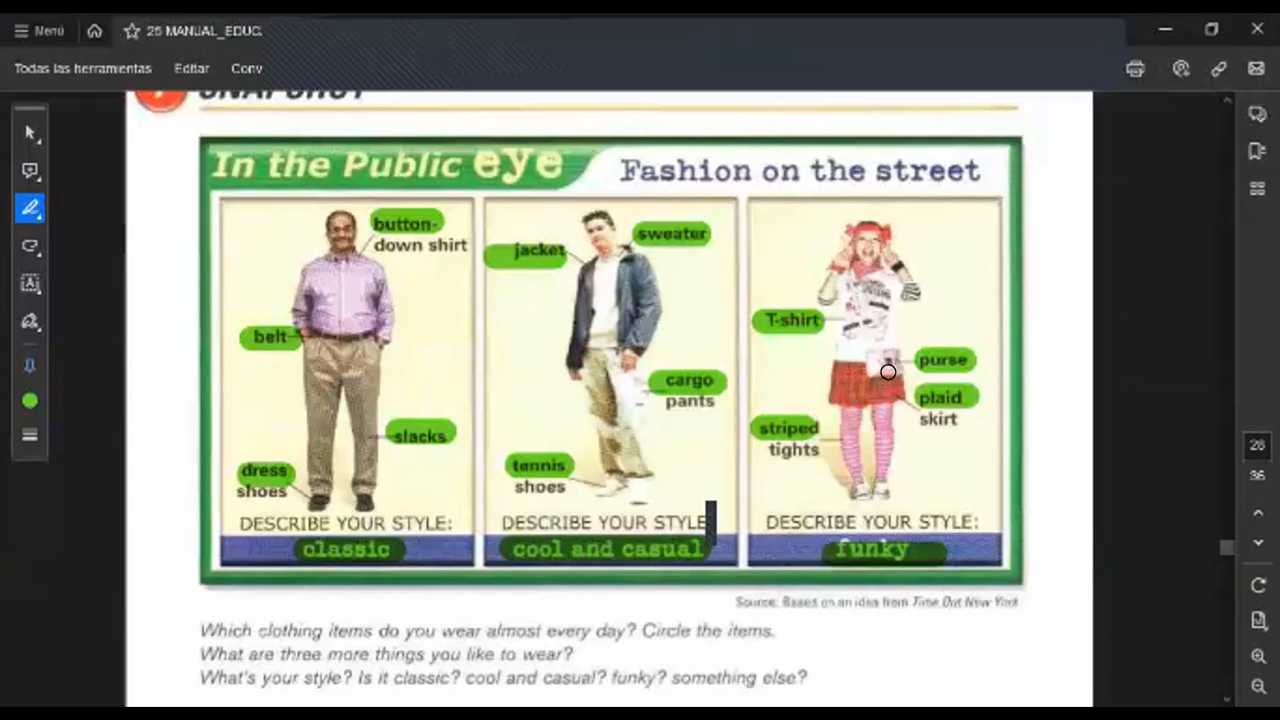 Menú
26 MANUAL_EDUC
Todas las herramientas
Editar
Conv
SNAPSHOT
In the Public eye
Fashion on the street
button-
down shirt
belt
slacks
dress
shoes
DESCRIBE YOUR STYLE:
classic
jacket
sweater
cargo
pants
tennis
shoes
DESCRIBE YOUR STYLE
cool and casual
T-shirt
purse
plaid
skirt
striped
tights
DESCRIBE YOUR STYLE:
funky
Source: Based on an idea from Time Out New York
Which clothing items do you wear almost every day? Circle the items.
What are three more things you like to wear?
What's your style? Is it classic? cool and casual? funky? something else?
26
36